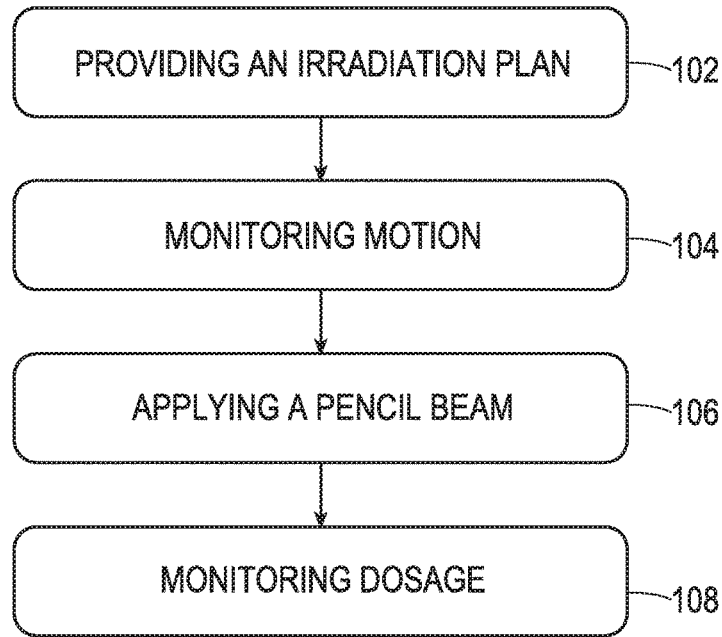 PROVIDING AN IRRADIATION PLAN
102
MONITORING MOTION
104
APPLYING A PENCIL BEAM
106
MONITORING DOSAGE
108